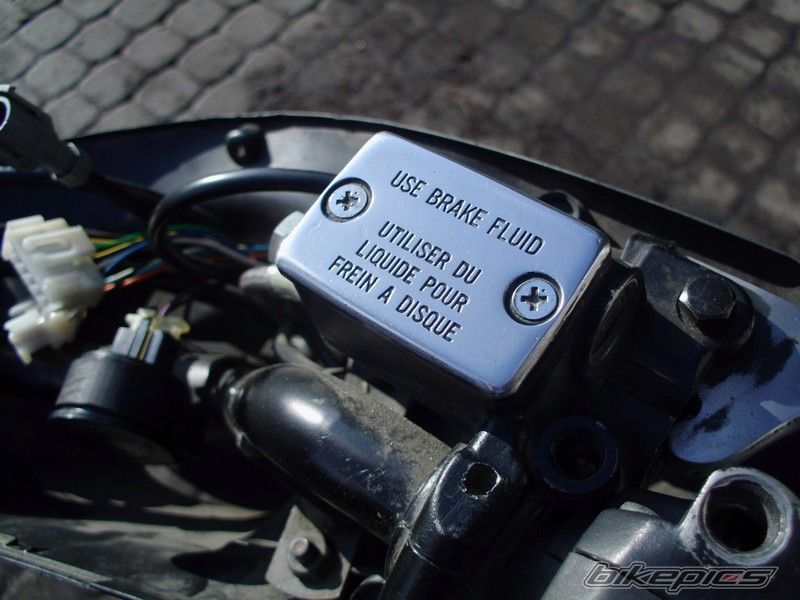 USE BRAKE FLUID
UTILISER DU
LIQUIDE POUR
FREIN A DISQUE
bikepics